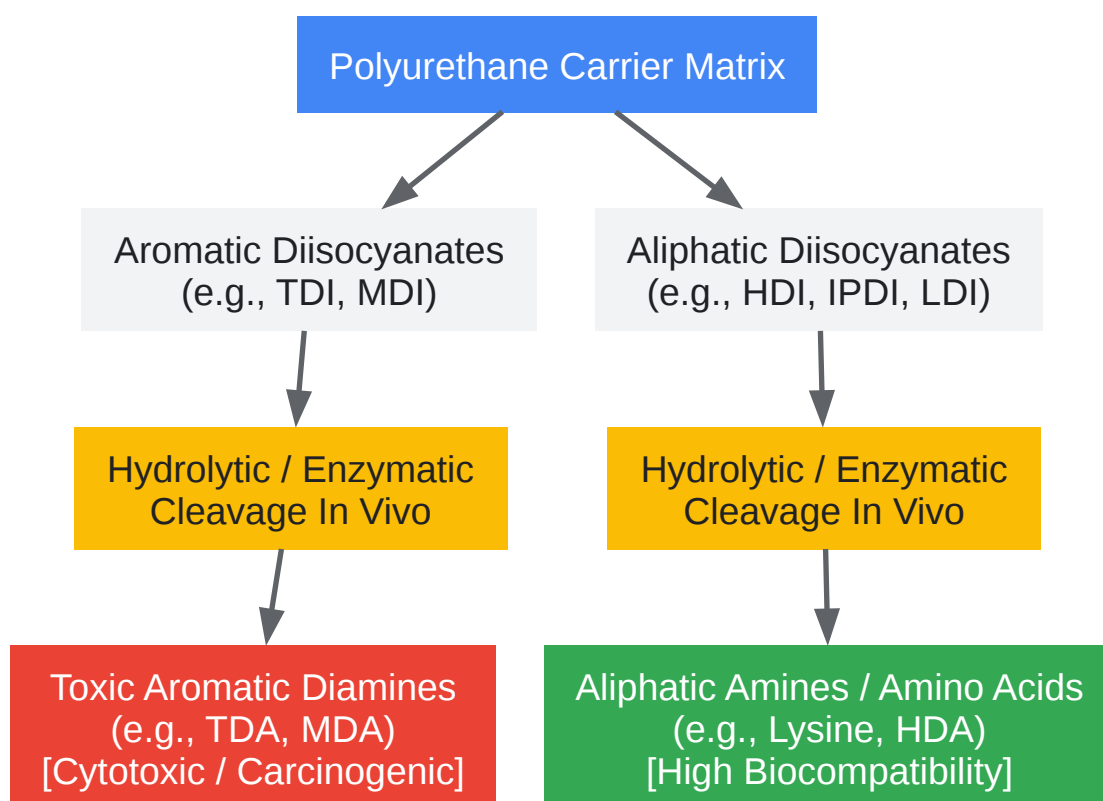 Polyurethane Carrier Matrix
Aromatic Diisocyanates
(e.g., TDI, MDI)
Aliphatic Diisocyanates
(e.g., HDI, IPDI, LDI)
Hydrolytic / Enzymatic
Cleavage In Vivo
Hydrolytic / Enzymatic
Cleavage In Vivo
Toxic Aromatic Diamines
(e.g., TDA, MDA)
[Cytotoxic / Carcinogenic]
Aliphatic Amines / Amino Acids
(e.g., Lysine, HDA)
[High Biocompatibility]